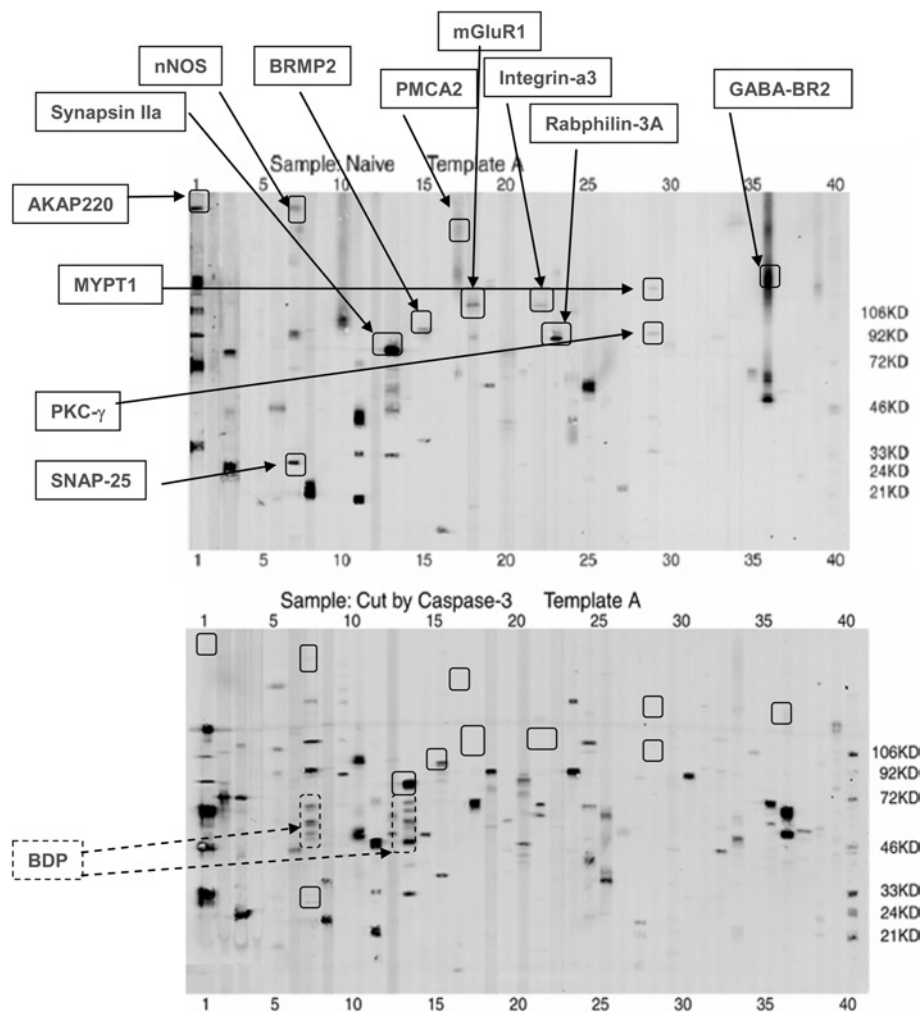 mGluR1
nNOS
BRMP2
Integrin-a3
PMCA2
GABA-BR2
Synapsin IIa
Rabphilin-3A
Sample: Naive Template A
1 5 10 15 20 25 30 35 40
AKAP220
MYPT1
106KD
92KD
72KD
PKC-γ
46KD
33KD
SNAP-25
24KD
21KD
1 5 10 15 20 25 30 35 40
Sample: Cut by Caspase-3 Template A
1 5 10 15 20 25 30 35 40
106KD
92KD
72KD
BDP
46KD
33KD
24KD
21KD
1 5 10 15 20 25 30 35 40